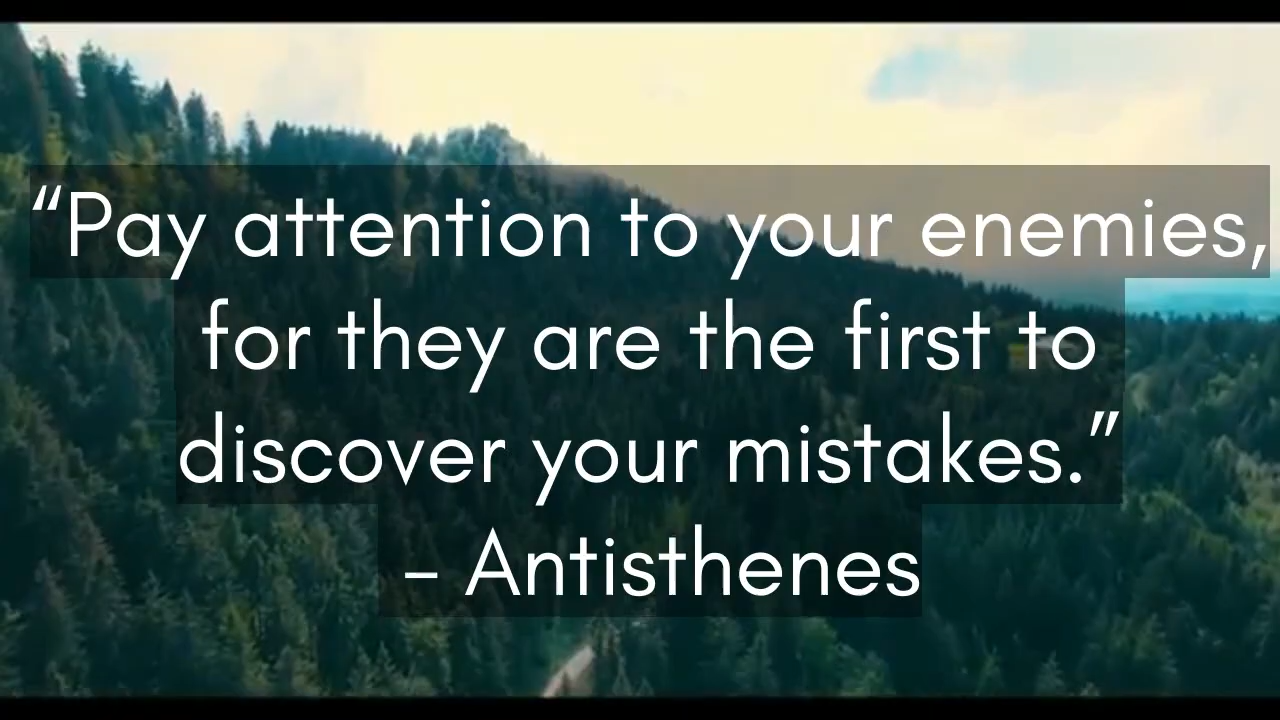 “Pay attention to your enemies,
for they are the first to
discover your mistakes.”
– Antisthenes